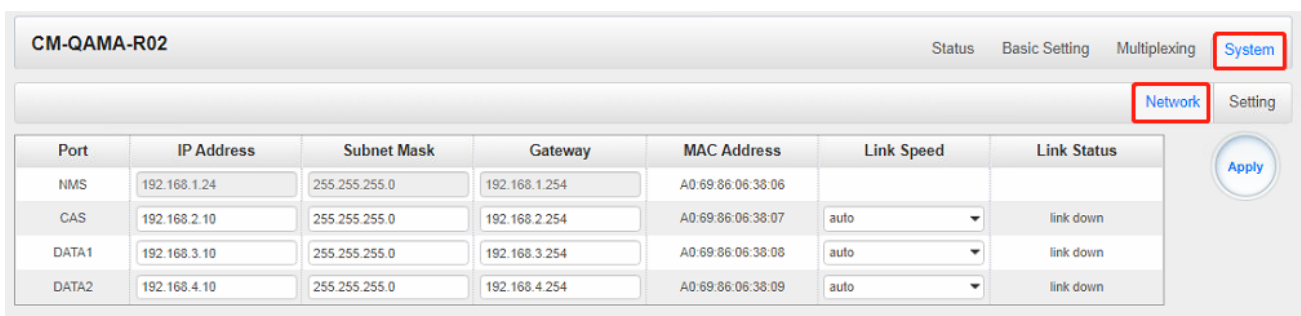 CM-QAMA-R02
Status Basic Setting Multiplexing System
Network Setting
Port IP Address Subnet Mask Gateway MAC Address Link Speed Link Status
Apply
NMS 192.168.1.24 255.255.255.0 192.168.1.254 A0:69:86:06:38:06
CAS 192.168.2.10 255.255.255.0 192.168.2.254 A0:69:86:06:38:07 auto link down
DATA1 192.168.3.10 255.255.255.0 192.168.3.254 A0:69:86:06:38:08 auto link down
DATA2 192.168.4.10 255.255.255.0 192.168.4.254 A0:69:86:06:38:09 auto link down